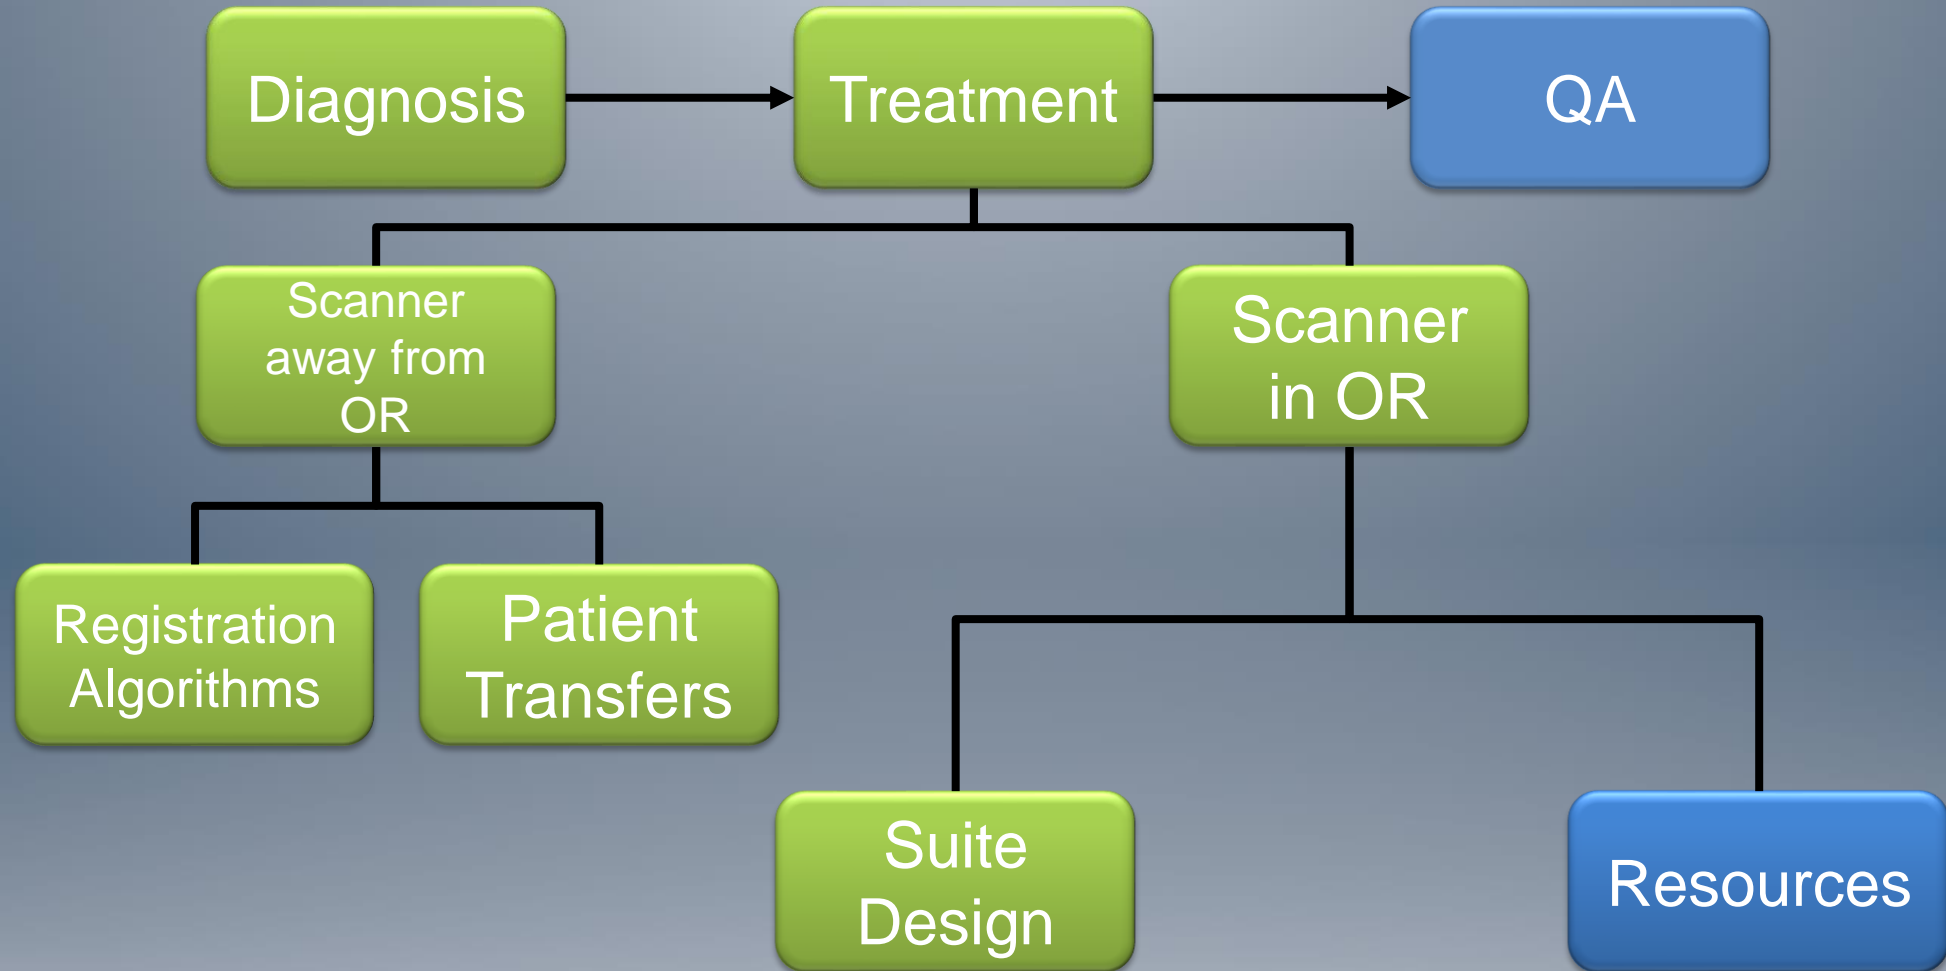 Diagnosis
Treatment
QA
Scanner
away from
OR
Scanner
in OR
Registration
Algorithms
Patient
Transfers
Suite
Design
Resources